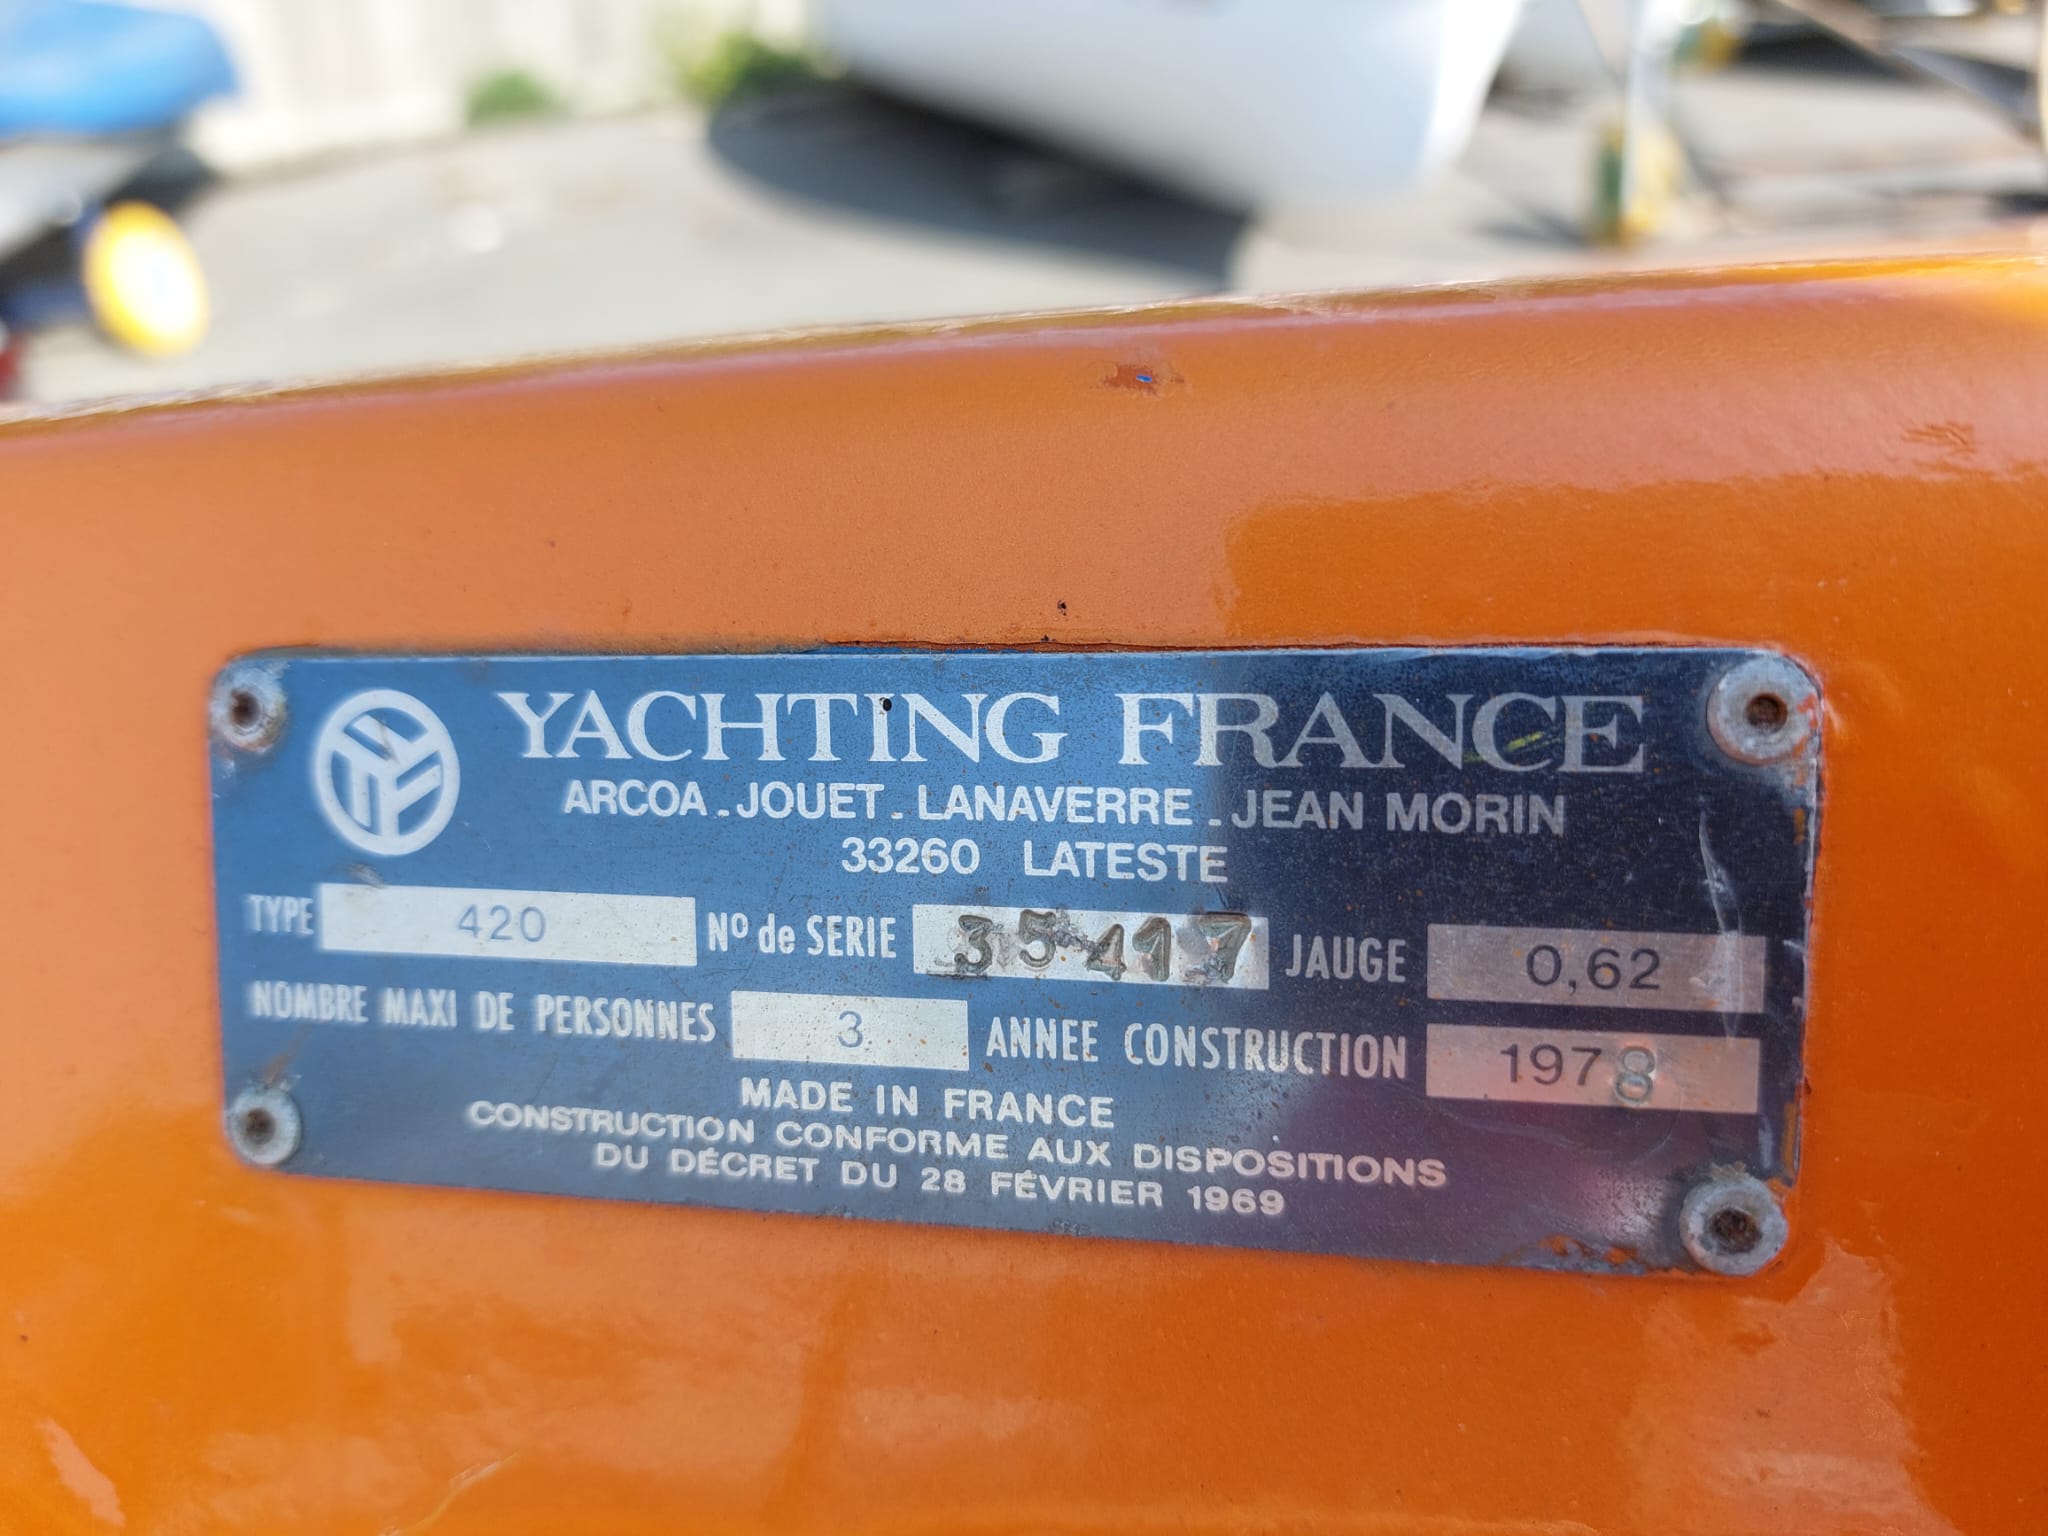 YACHTING FRANCE
ARCOA - JOUET - LANAVERRE - JEAN MORIN
33260 LATESTE
TYPE 420 Nº de SERIE 35417 JAUGE 0,62
NOMBRE MAXI DE PERSONNES 3 ANNEE CONSTRUCTION 1978
MADE IN FRANCE
CONSTRUCTION CONFORME AUX DISPOSITIONS
DU DÉCRET DU 28 FÉVRIER 1969